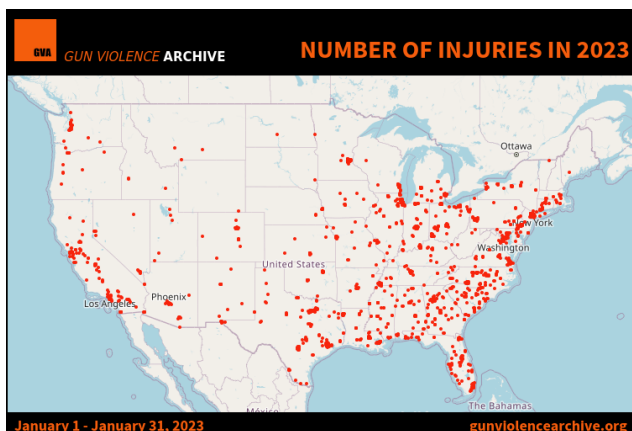 GVA
GUN VIOLENCE ARCHIVE
NUMBER OF INJURIES IN 2023
Ottawa
New York
Washington
United States
Los Angeles
Phoenix
México
The Bahamas
January 1 - January 31, 2023
gunviolencearchive.org